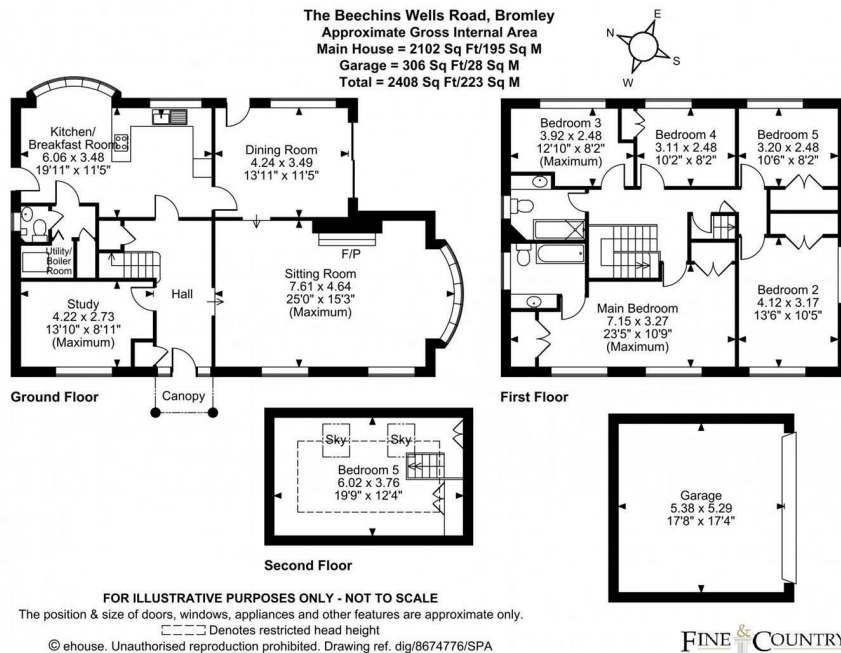 The Beechins Wells Road, Bromley
Approximate Gross Internal Area
Main House = 2102 Sq Ft/195 Sq M
Garage = 306 Sq Ft/28 Sq M
Total = 2408 Sq Ft/223 Sq M
N
E
S
W
Kitchen/
Breakfast Room
6.06 x 3.48
19'11" x 11'5"
Dining Room
4.24 x 3.49
13'11" x 11'5"
Utility/
Boiler
Room
F/P
Sitting Room
7.61 x 4.64
25'0" x 15'3"
(Maximum)
Hall
Study
4.22 x 2.73
13'10" x 8'11"
(Maximum)
Canopy
Ground Floor
Bedroom 3
3.92 x 2.48
12'10" x 8'2"
(Maximum)
Bedroom 4
3.11 x 2.48
10'2" x 8'2"
Bedroom 5
3.20 x 2.48
10'6" x 8'2"
Main Bedroom
7.15 x 3.27
23'5" x 10'9"
(Maximum)
Bedroom 2
4.12 x 3.17
13'6" x 10'5"
First Floor
Sky
Sky
Bedroom 5
6.02 x 3.76
19'9" x 12'4"
Second Floor
Garage
5.38 x 5.29
17'8" x 17'4"
FOR ILLUSTRATIVE PURPOSES ONLY - NOT TO SCALE
The position & size of doors, windows, appliances and other features are approximate only.
Denotes restricted head height
© ehouse. Unauthorised reproduction prohibited. Drawing ref. dig/8674776/SPA
FINE & COUNTRY